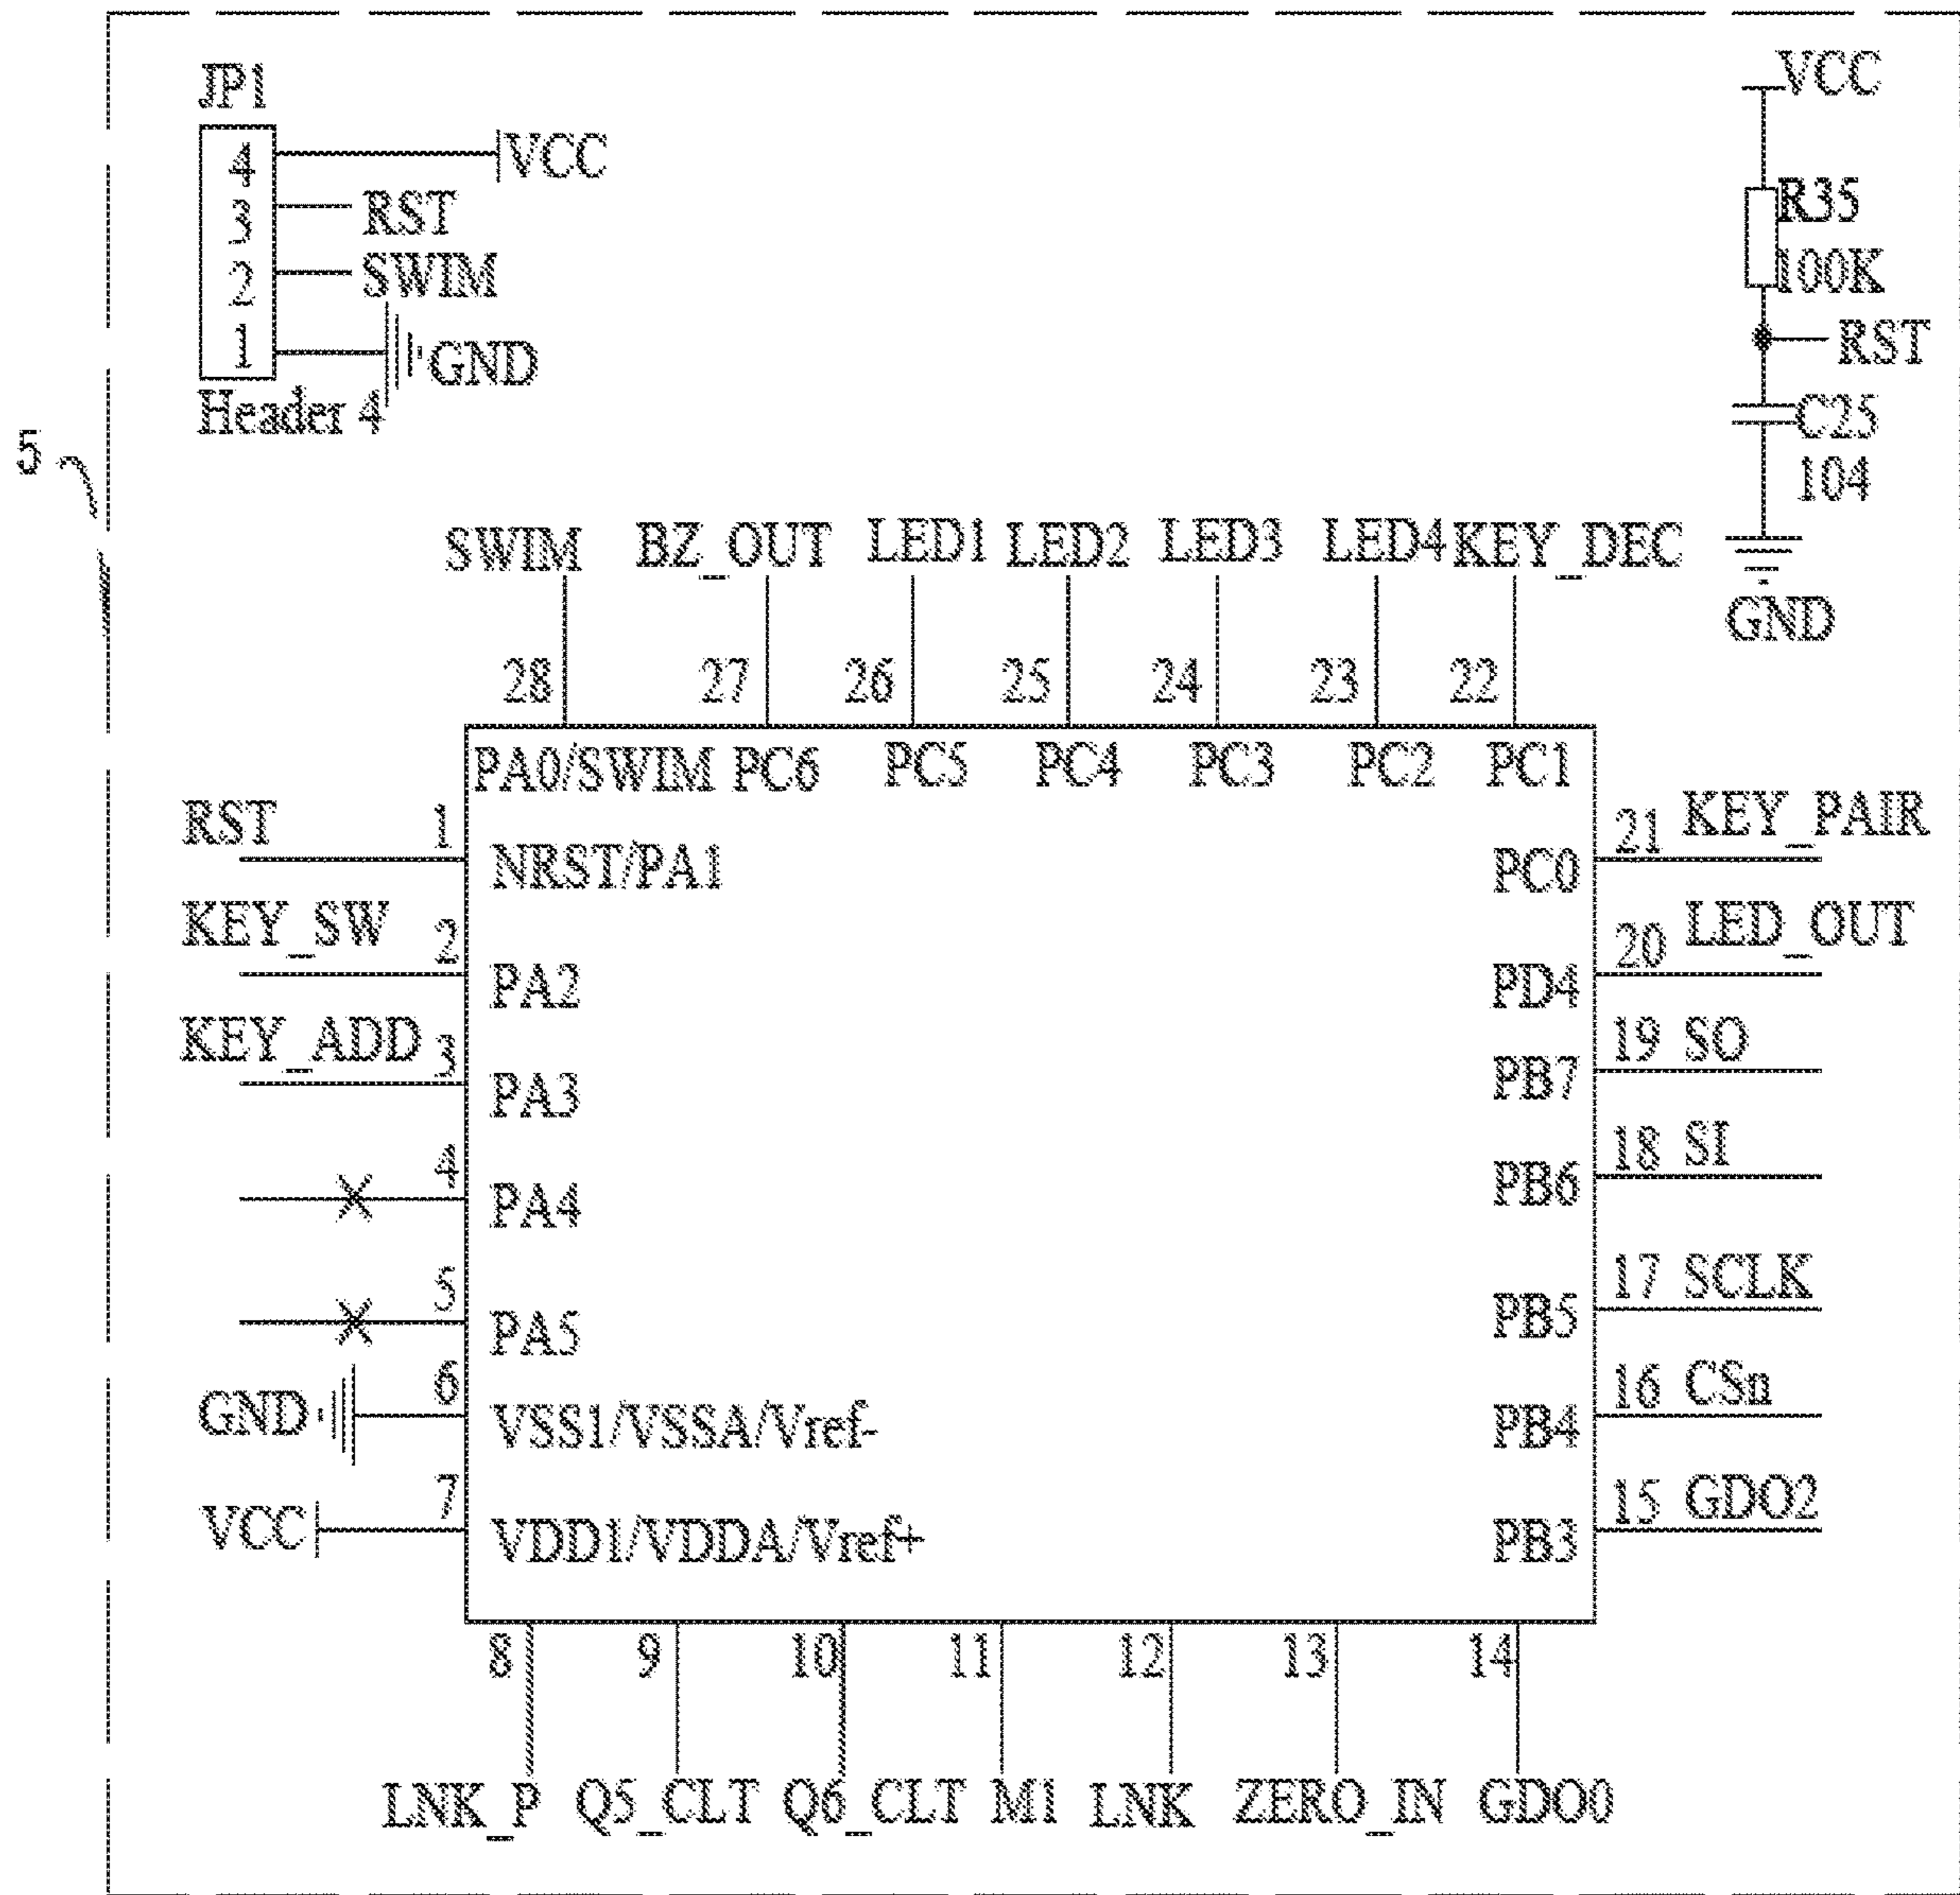 JP1
4 VCC
3 RST
2 SWIM
1 GND
Header 4
VCC
R35
100K
RST
C25
104
GND
5
SWIM BZ_OUT LED1 LED2 LED3 LED4 KEY_DEC
28 27 26 25 24 23 22
PA0/SWIM PC6 PC5 PC4 PC3 PC2 PC1
RST 1 NRST/PA1
KEY_SW 2 PA2
KEY_ADD 3 PA3
4 PA4
5 PA5
GND 6 VSS1/VSSA/Vref-
VCC 7 VDD1/VDDA/Vref+
PC0 21 KEY_PAIR
PD4 20 LED_OUT
PB7 19 SO
PB6 18 SI
PB5 17 SCLK
PB4 16 CSn
PB3 15 GDO2
8 9 10 11 12 13 14
LNK_P Q5_CLT Q6_CLT M1 LNK ZERO_IN GDO0